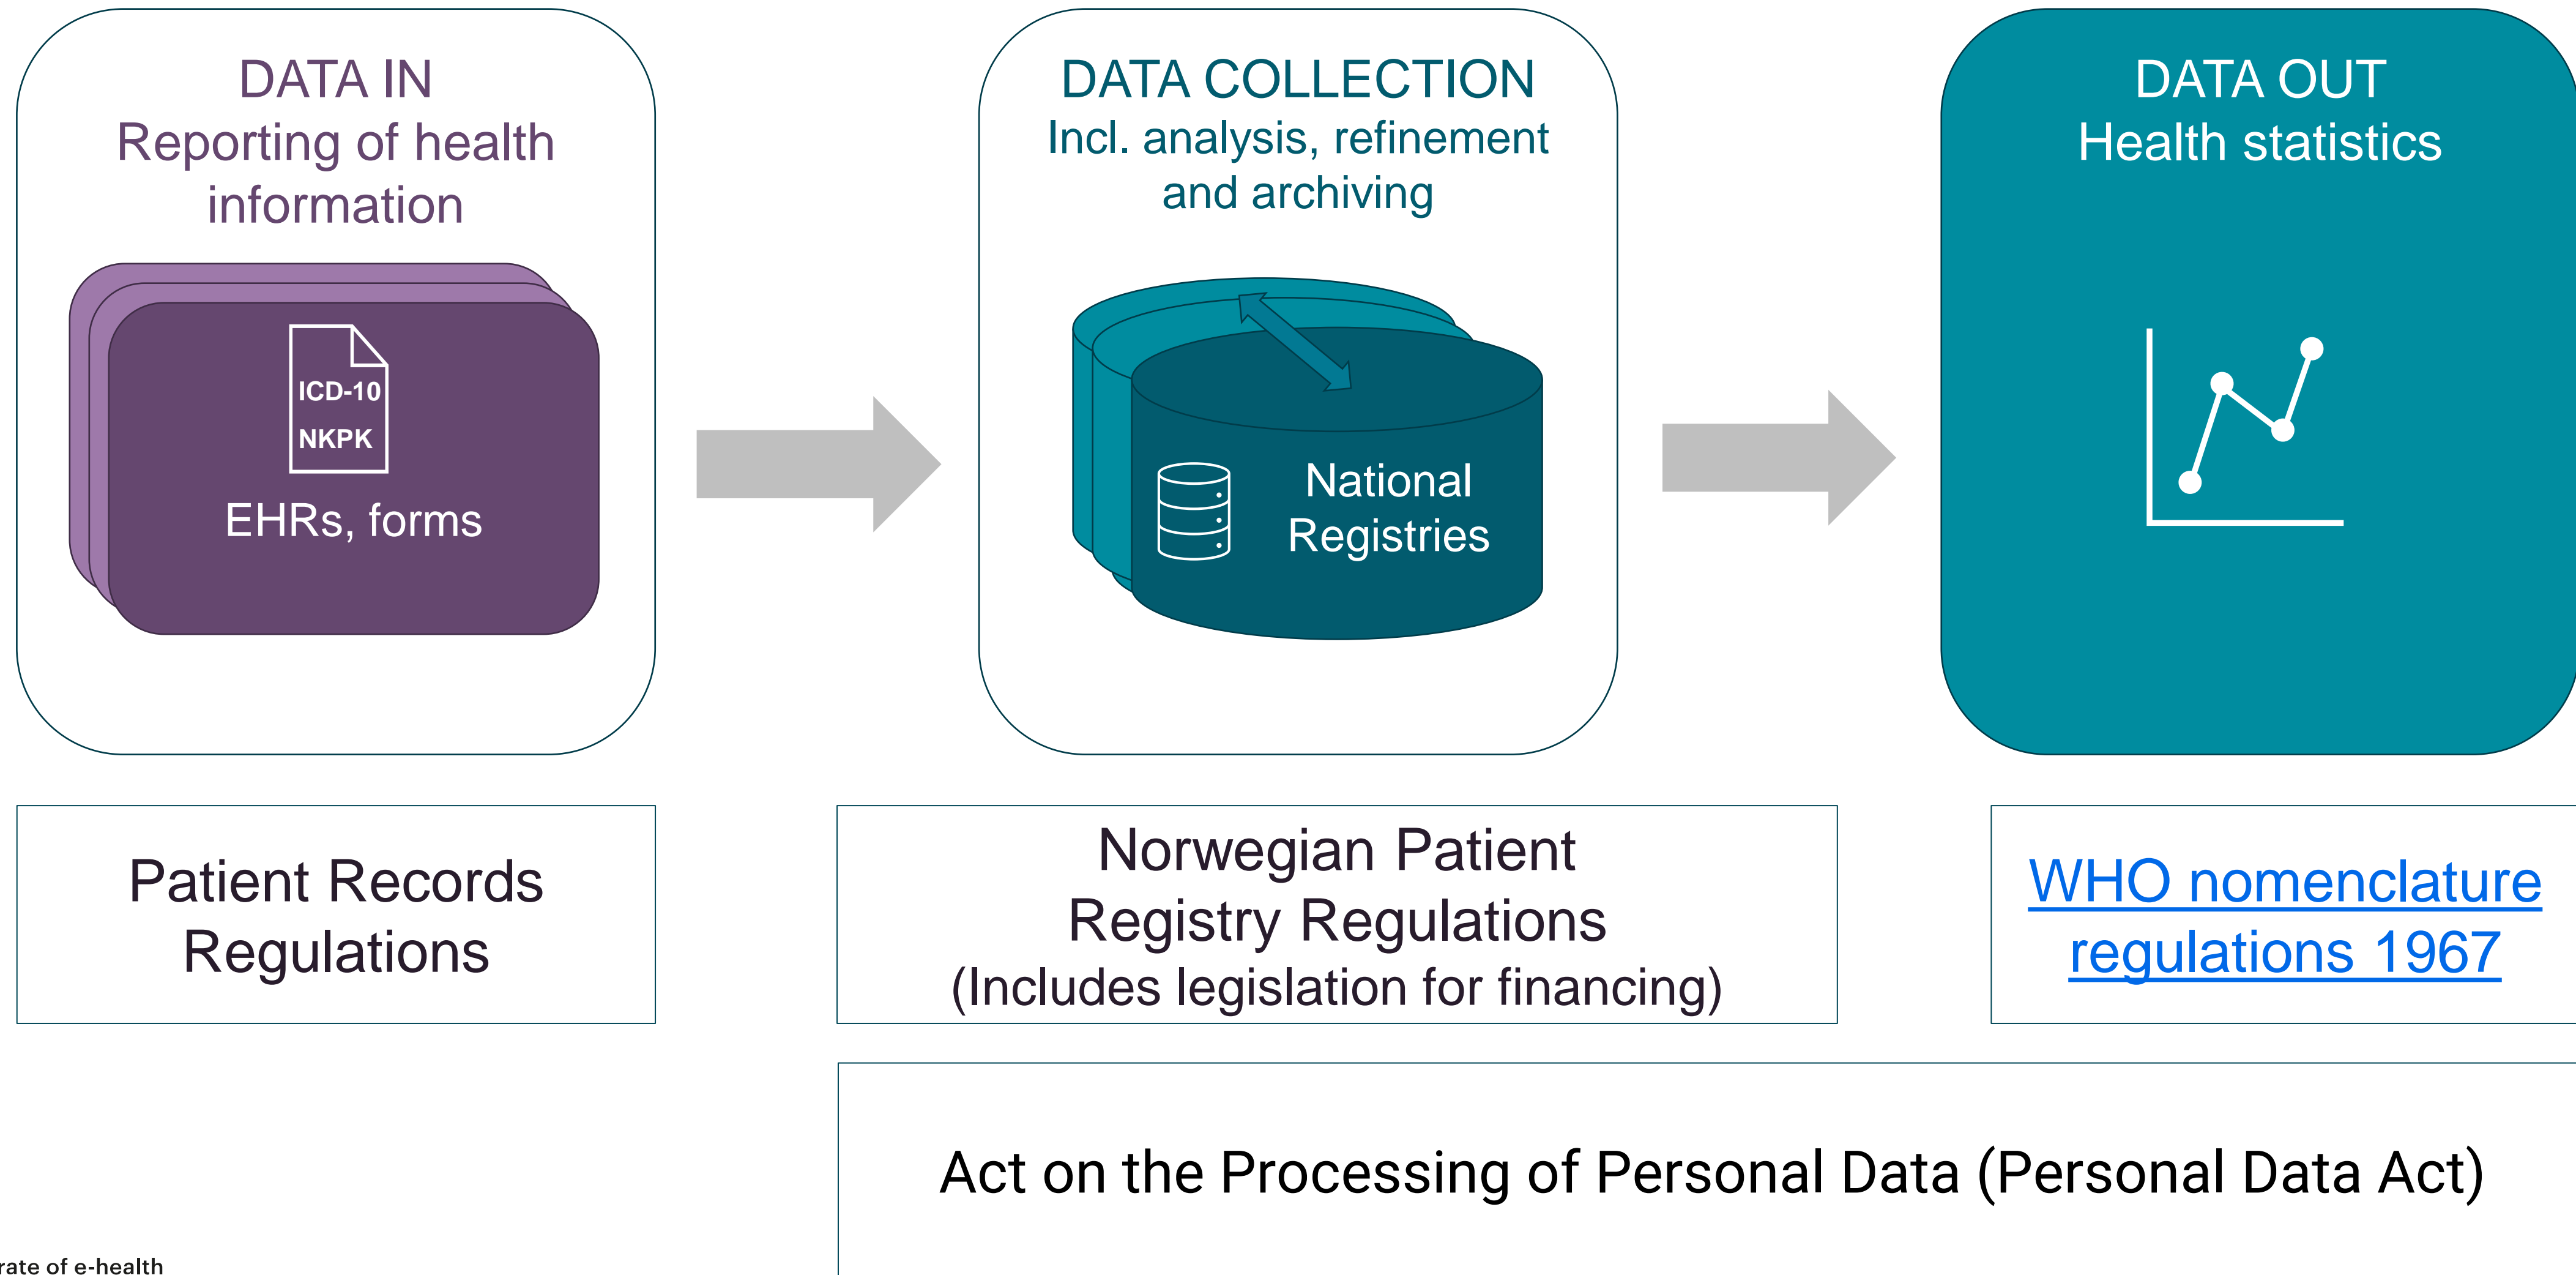 DATA IN
Reporting of health
information
ICD-10
NKPK
EHRs, forms
DATA COLLECTION
Incl. analysis, refinement
and archiving
National
Registries
DATA OUT
Health statistics
Patient Records
Regulations
Norwegian Patient
Registry Regulations
(Includes legislation for financing)
WHO nomenclature
regulations 1967
Act on the Processing of Personal Data (Personal Data Act)
of e-health